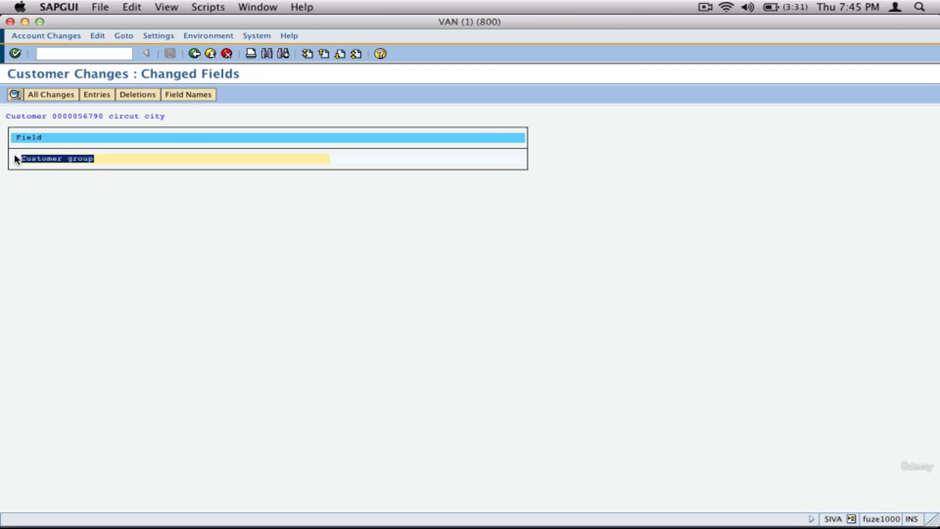 SAPGUI File Edit View Scripts Window Help (3:31) Thu 7:45 PM
VAN (1) (800)
Account Changes Edit Goto Settings Environment System Help
Customer Changes : Changed Fields
All Changes Entries Deletions Field Names
Customer 0000056790 circut city
Field
Customer group
ûdemy
SIVA fuze1000 INS